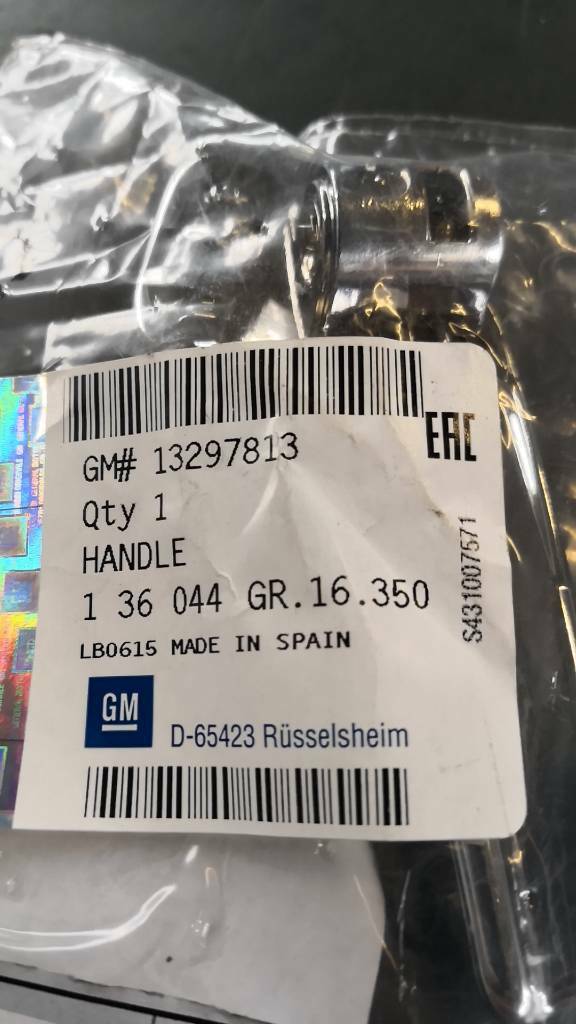 GM# 13297813
EAC
Qty 1
HANDLE
1 36 044 GR.16.350
LB0615 MADE IN SPAIN
S431007571
GM
D-65423 Rüsselsheim